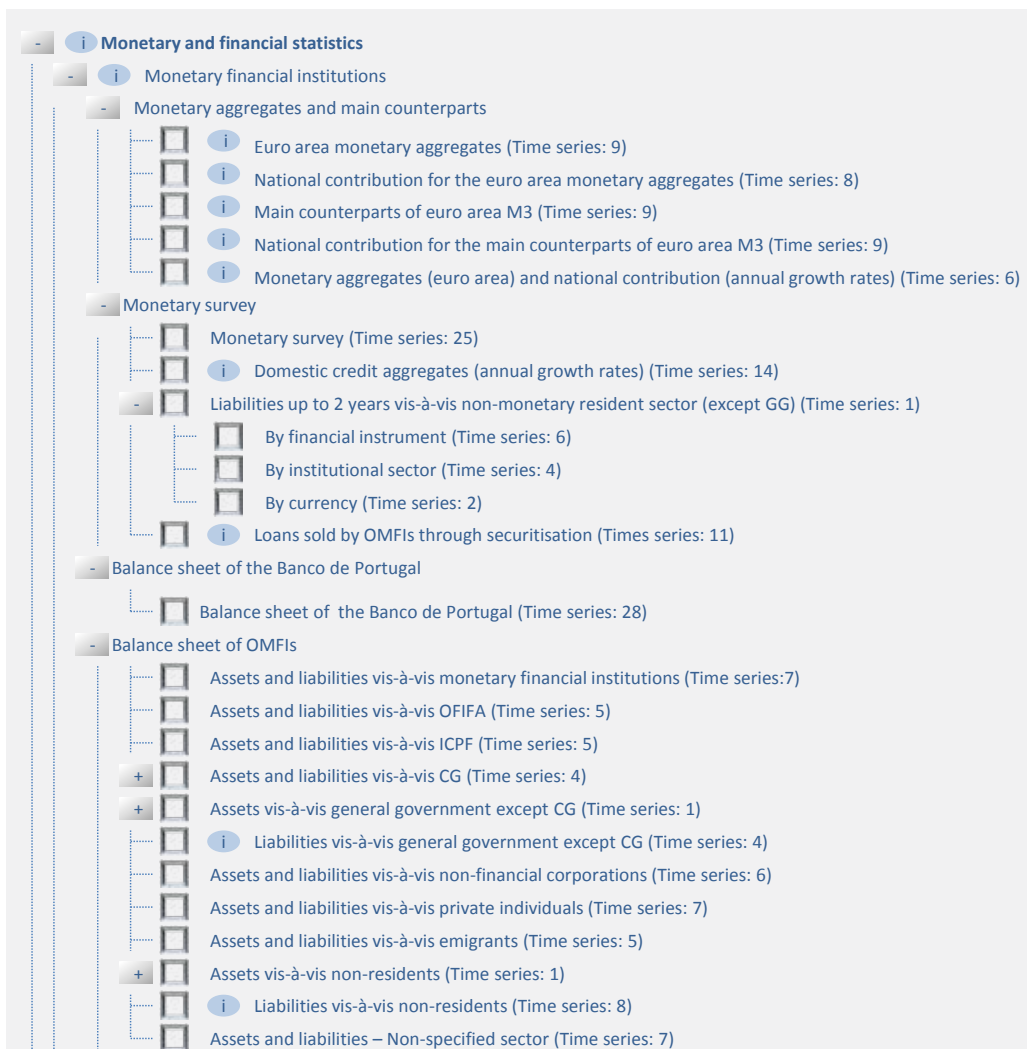 - i Monetary and financial statistics
- i Monetary financial institutions
- Monetary aggregates and main counterparts
i Euro area monetary aggregates (Time series: 9)
i National contribution for the euro area monetary aggregates (Time series: 8)
i Main counterparts of euro area M3 (Time series: 9)
i National contribution for the main counterparts of euro area M3 (Time series: 9)
i Monetary aggregates (euro area) and national contribution (annual growth rates) (Time series: 6)
- Monetary survey
Monetary survey (Time series: 25)
i Domestic credit aggregates (annual growth rates) (Time series: 14)
- Liabilities up to 2 years vis-à-vis non-monetary resident sector (except GG) (Time series: 1)
By financial instrument (Time series: 6)
By institutional sector (Time series: 4)
By currency (Time series: 2)
i Loans sold by OMFIs through securitisation (Times series: 11)
- Balance sheet of the Banco de Portugal
Balance sheet of the Banco de Portugal (Time series: 28)
- Balance sheet of OMFIs
Assets and liabilities vis-à-vis monetary financial institutions (Time series:7)
Assets and liabilities vis-à-vis OFIFA (Time series: 5)
Assets and liabilities vis-à-vis ICPF (Time series: 5)
+ Assets and liabilities vis-à-vis CG (Time series: 4)
+ Assets vis-à-vis general government except CG (Time series: 1)
i Liabilities vis-à-vis general government except CG (Time series: 4)
Assets and liabilities vis-à-vis non-financial corporations (Time series: 6)
Assets and liabilities vis-à-vis private individuals (Time series: 7)
Assets and liabilities vis-à-vis emigrants (Time series: 5)
+ Assets vis-à-vis non-residents (Time series: 1)
i Liabilities vis-à-vis non-residents (Time series: 8)
Assets and liabilities – Non-specified sector (Time series: 7)